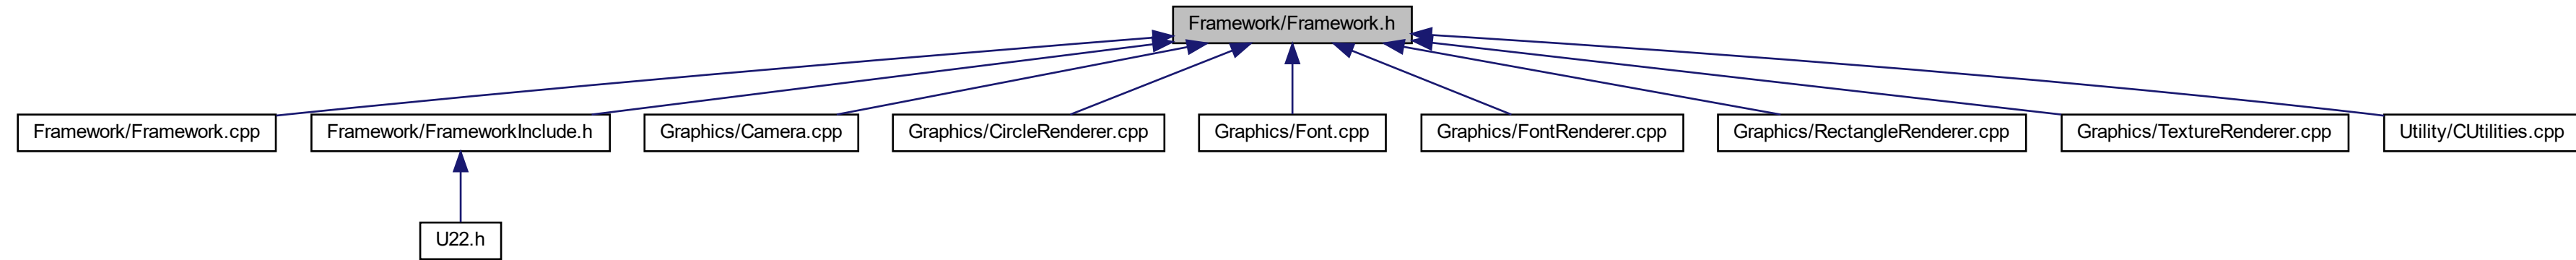 Framework/Framework.h
Framework/Framework.cpp
Framework/FrameworkInclude.h
Graphics/Camera.cpp
Graphics/CircleRenderer.cpp
Graphics/Font.cpp
Graphics/FontRenderer.cpp
Graphics/RectangleRenderer.cpp
Graphics/TextureRenderer.cpp
Utility/CUtilities.cpp
U22.h